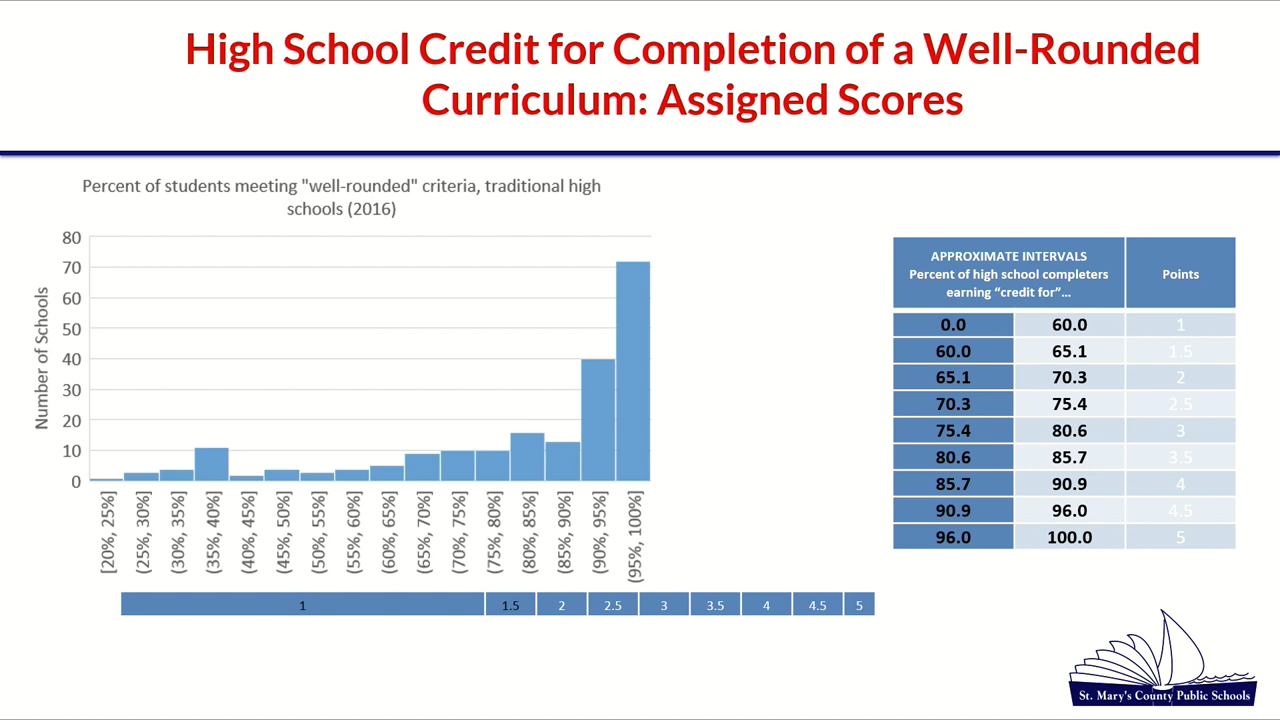 High School Credit for Completion of a Well-Rounded
Curriculum: Assigned Scores
Percent of students meeting "well-rounded" criteria, traditional high
schools (2016)
Number of Schools
80
70
60
50
40
30
20
10
0
[20%, 25%]
(25%, 30%]
(30%, 35%]
(35%, 40%]
(40%, 45%]
(45%, 50%]
(50%, 55%]
(55%, 60%]
(60%, 65%]
(65%, 70%]
(70%, 75%]
(75%, 80%]
(80%, 85%]
(85%, 90%]
(90%, 95%]
(95%, 100%]
1 1.5 2 2.5 3 3.5 4 4.5 5
APPROXIMATE INTERVALS
Percent of high school completers
earning “credit for”...
Points
0.0 60.0 1
60.0 65.1 1.5
65.1 70.3 2
70.3 75.4 2.5
75.4 80.6 3
80.6 85.7 3.5
85.7 90.9 4
90.9 96.0 4.5
96.0 100.0 5
St. Mary's County Public Schools